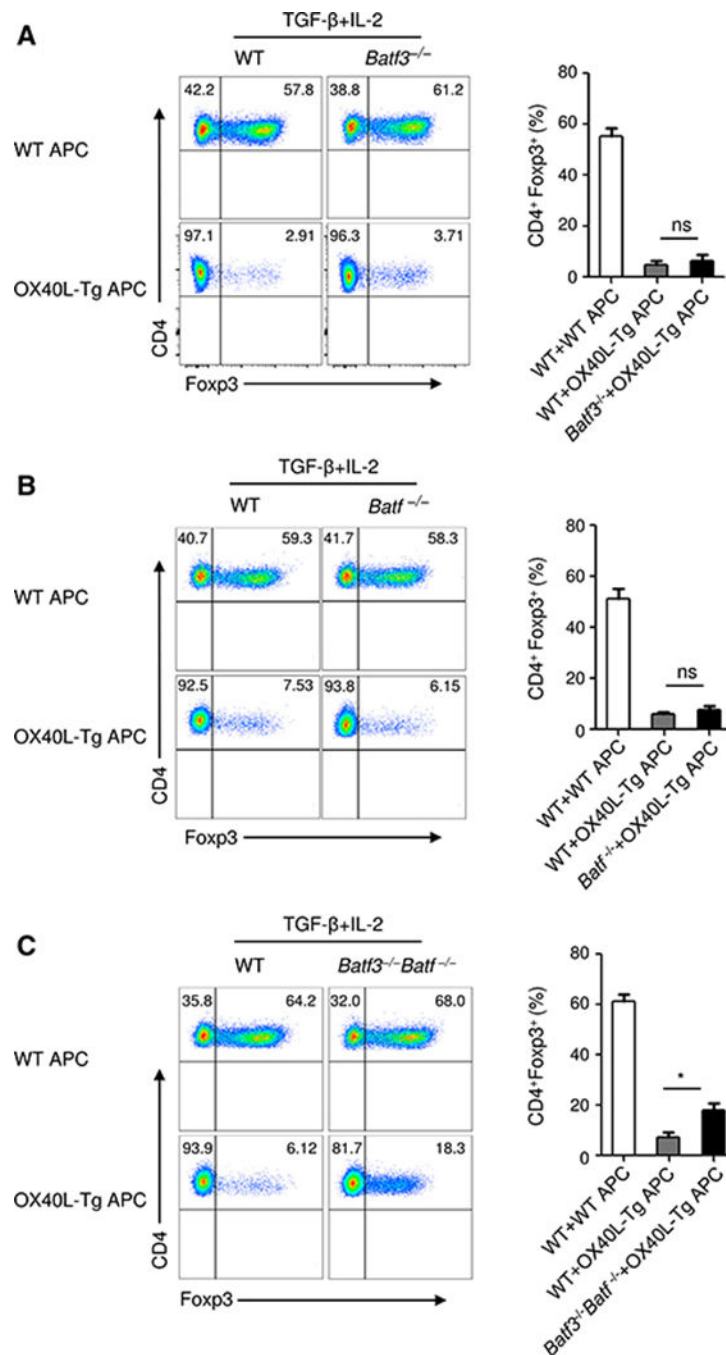 A
TGF-β+IL-2
WT Batf3–/–
WT APC
42.2 57.8 38.8 61.2
OX40L-Tg APC
97.1 2.91 96.3 3.71
CD4
Foxp3
CD4+ Foxp3+ (%)
80
60
40
20
0
ns
WT+WT APC
WT+OX40L-Tg APC
Batf3-/-+OX40L-Tg APC
B
TGF-β+IL-2
WT Batf –/–
WT APC
40.7 59.3 41.7 58.3
OX40L-Tg APC
92.5 7.53 93.8 6.15
CD4
Foxp3
CD4+ Foxp3+ (%)
80
60
40
20
0
ns
WT+WT APC
WT+OX40L-Tg APC
Batf-/-+OX40L-Tg APC
C
TGF-β+IL-2
WT Batf3–/–Batf –/–
WT APC
35.8 64.2 32.0 68.0
OX40L-Tg APC
93.9 6.12 81.7 18.3
CD4
Foxp3
CD4+Foxp3+ (%)
80
60
40
20
0
*
WT+WT APC
WT+OX40L-Tg APC
Batf3-/-Batf-/-+OX40L-Tg APC